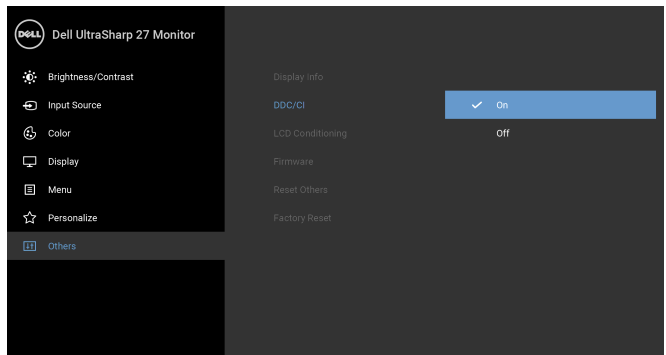 DELL Dell UltraSharp 27 Monitor
Brightness/Contrast
Display Info
Input Source
DDC/CI
On
Color
LCD Conditioning
Off
Display
Firmware
Menu
Reset Others
Personalize
Factory Reset
Others